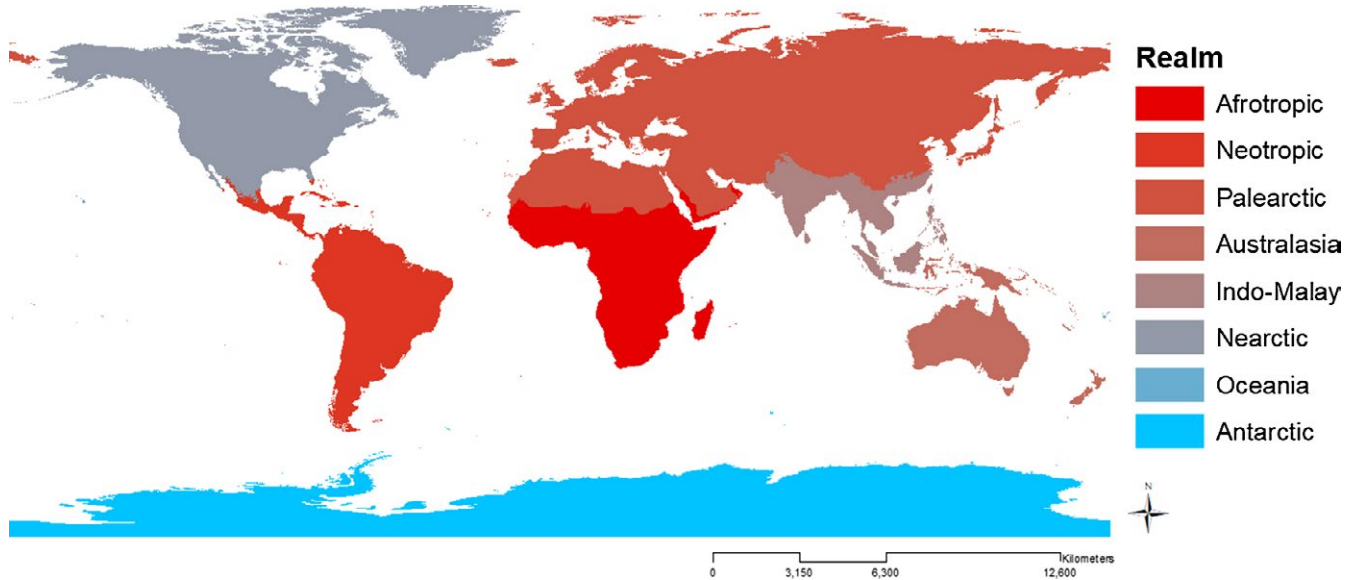 Realm
Afrotropic
Neotropic
Palearctic
Australasia
Indo-Malay
Nearctic
Oceania
Antarctic
N
Kilometers
0 3,150 6,300 12,600